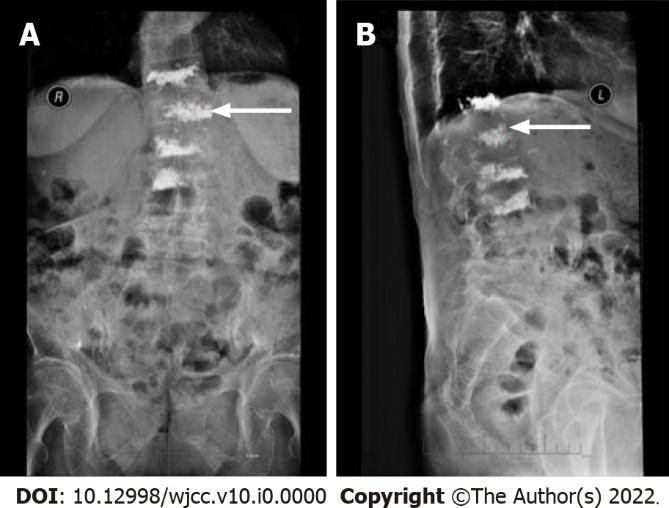 A
B
R
L
DOI: 10.12998/wjcc.v10.i0.0000 Copyright ©The Author(s) 2022.